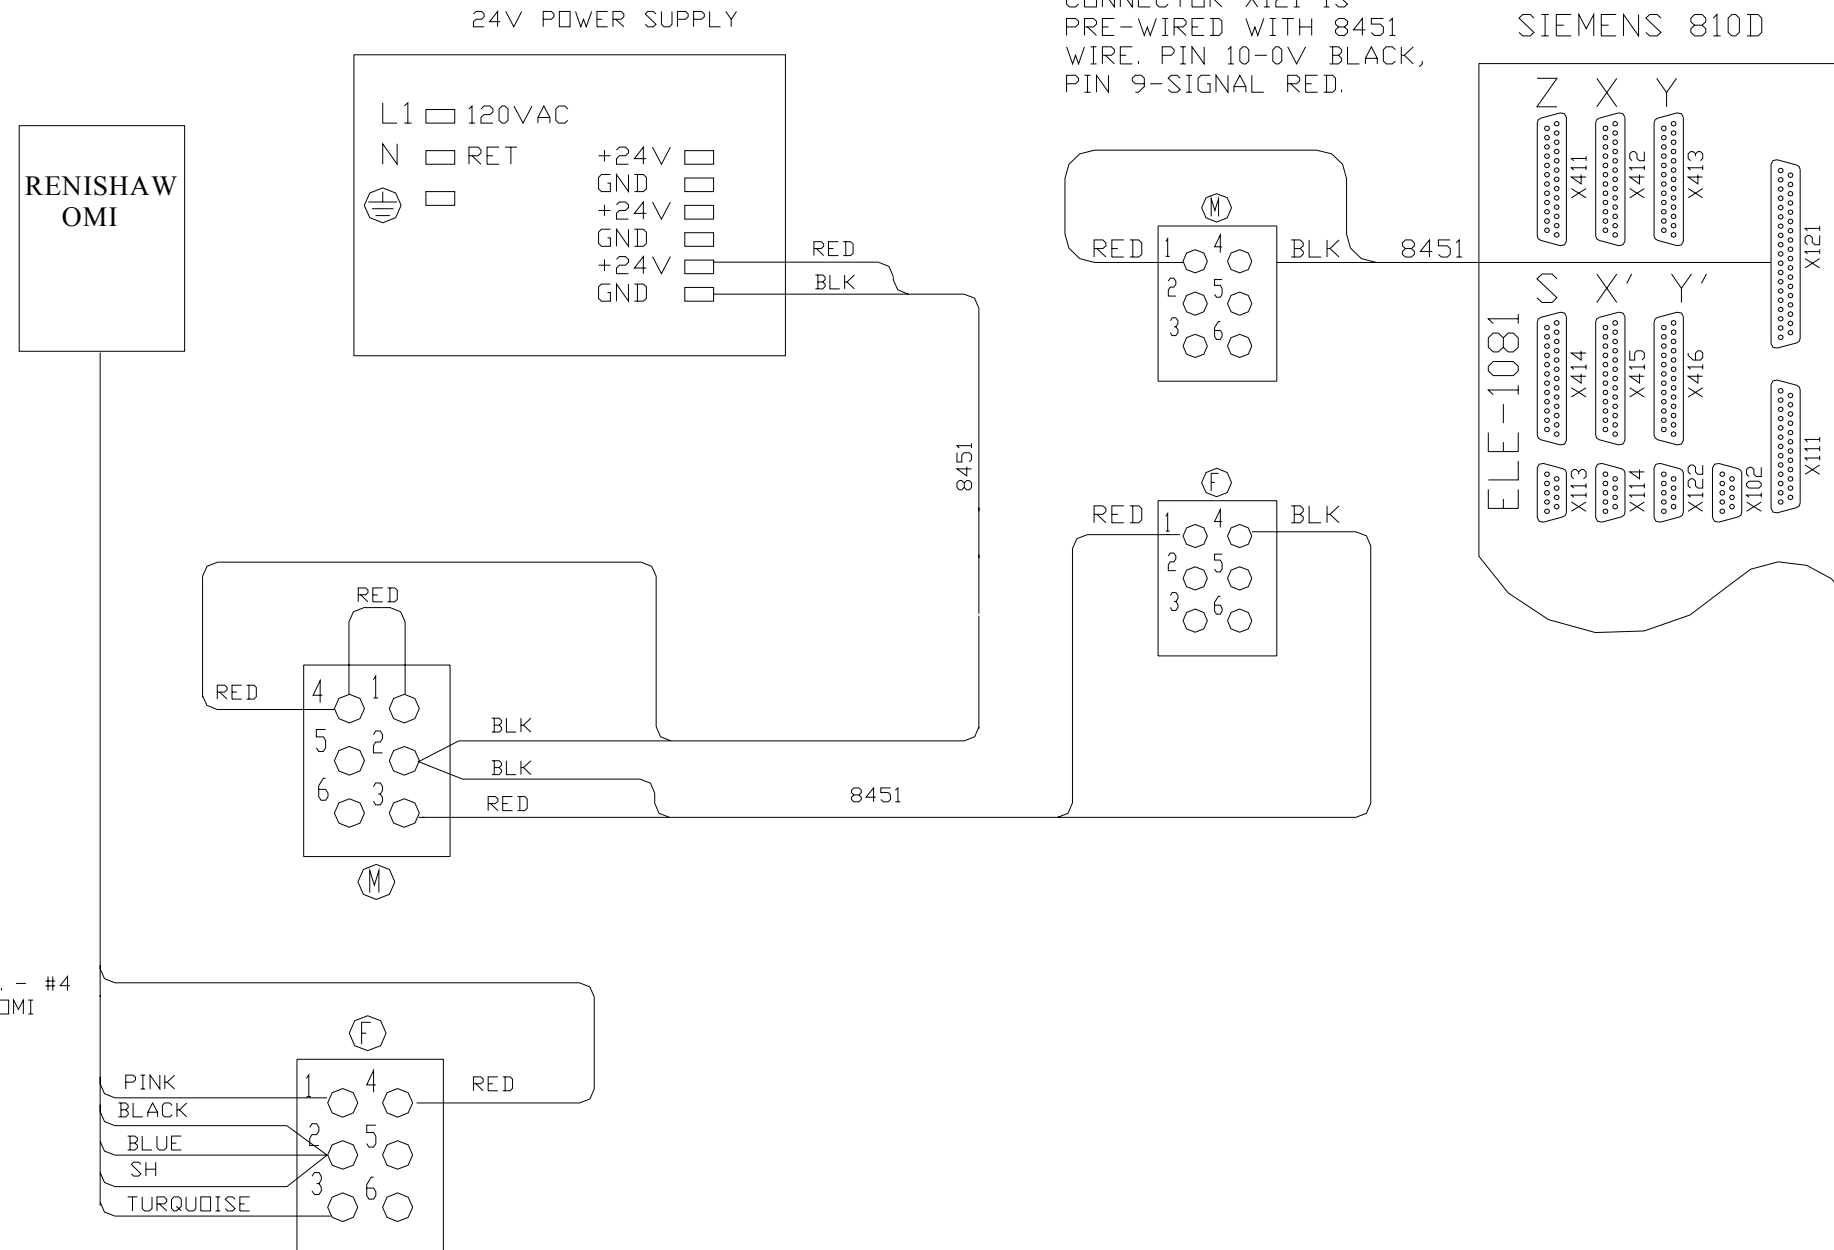 24V POWER SUPPLY
PRE-WIRED WITH 8451
WIRE. PIN 10-0V BLACK,
PIN 9-SIGNAL RED.
SIEMENS 810D
RENISHAW
OMI
L1 120VAC
N RET
+24V
GND
+24V
GND
+24V
GND
RED
BLK
8451
M
RED 1 4 BLK 8451
2 5
3 6
Z X Y
X411 X412 X413
X121
S X' Y'
X414 X415 X416
X111
ELE-1081
X113 X114 X122 X102
F
RED 1 4 BLK
2 5
3 6
RED
RED 4 1
5 2
6 3
BLK
BLK
RED
8451
M
- #4
OMI
F
PINK 1 4 RED
BLACK
BLUE 2 5
SH
TURQUOISE 3 6